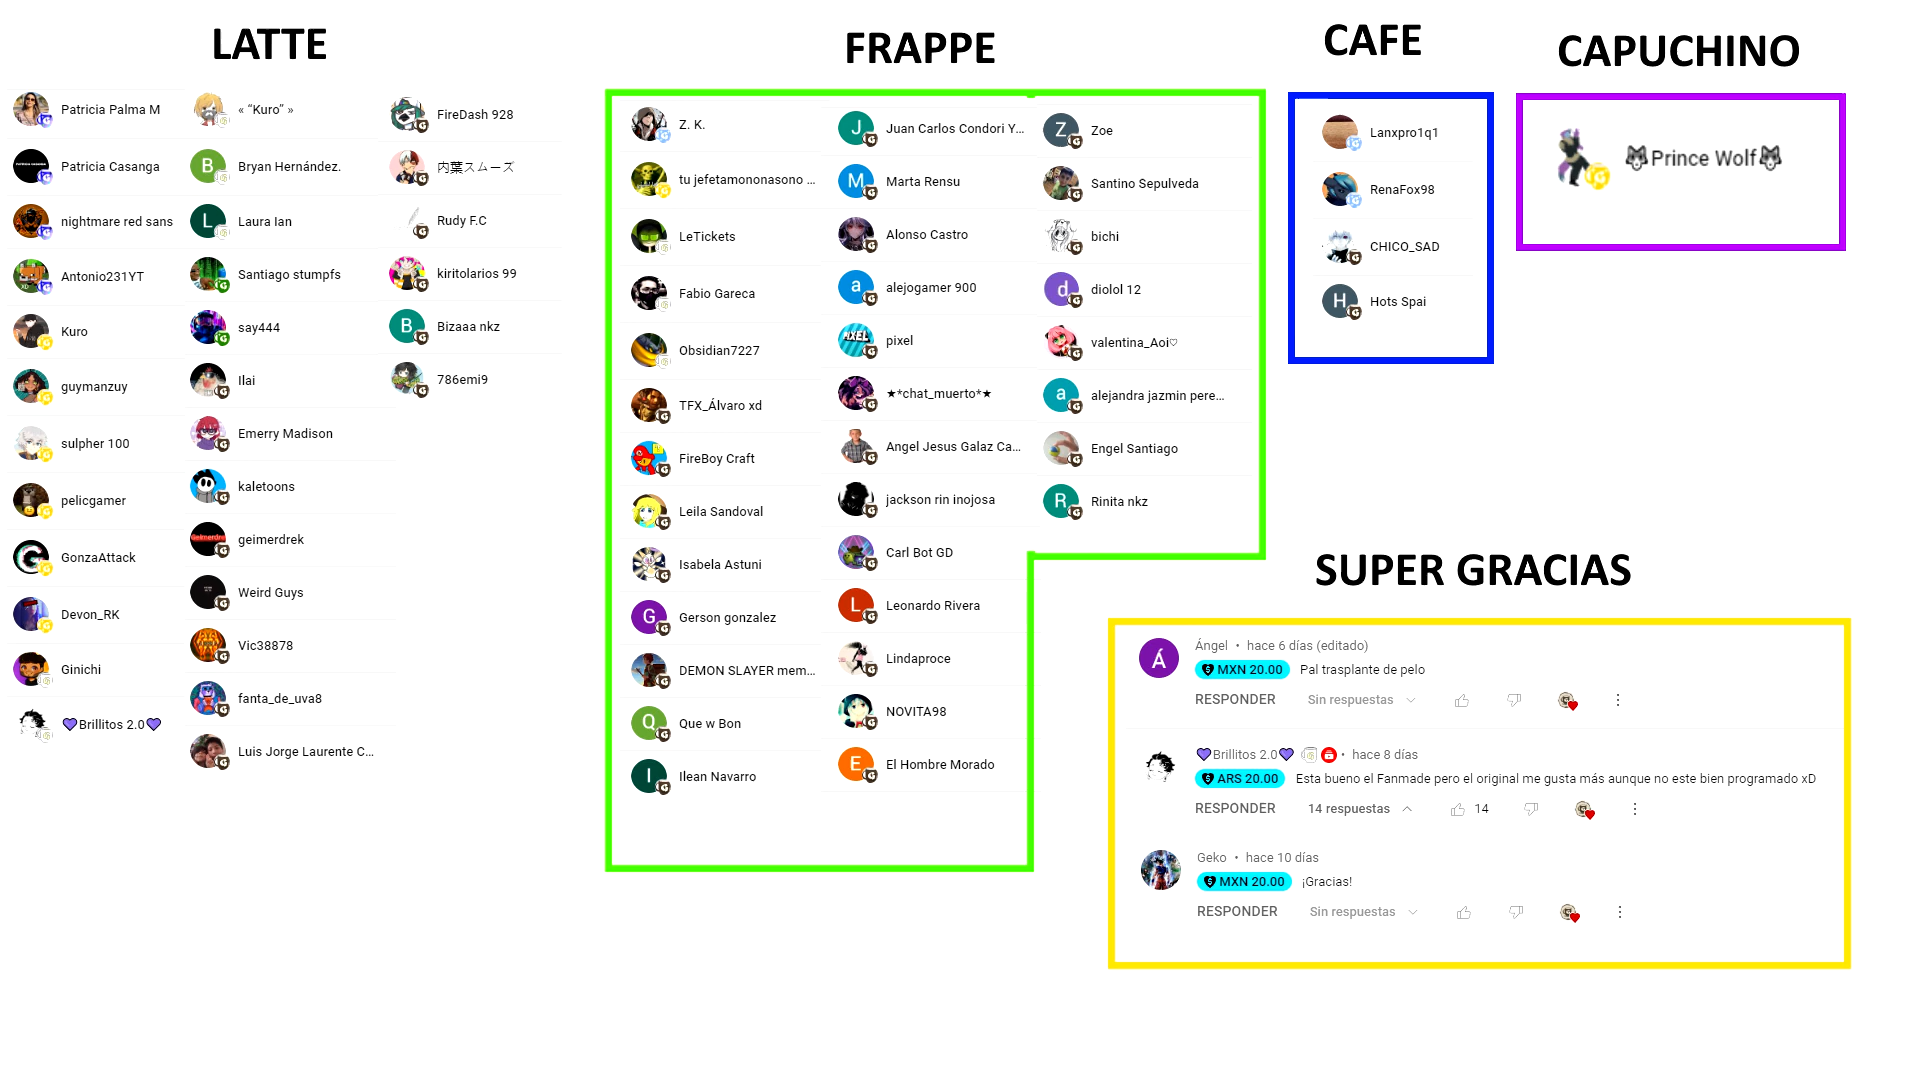 LATTE
Patricia Palma M
Patricia Casanga
nightmare red sans
Antonio231YT
Kuro
guymanzuy
sulpher 100
pelicgamer
GonzaAttack
Devon_RK
Ginichi
💜Brillitos 2.0💜
« “Kuro” »
Bryan Hernández.
Laura Ian
Santiago stumpfs
say444
Ilai
Emerry Madison
kaletoons
geimerdrek
Weird Guys
Vic38878
fanta_de_uva8
Luis Jorge Laurente C...
FireDash 928
内葉スムーズ
Rudy F.C
kiritolarios 99
Bizaaa nkz
786emi9
FRAPPE
Z. K.
tu jefetamononasono ...
LeTickets
Fabio Gareca
Obsidian7227
TFX_Álvaro xd
FireBoy Craft
Leila Sandoval
Isabela Astuni
Gerson gonzalez
DEMON SLAYER mem...
Que w Bon
Ilean Navarro
Juan Carlos Condori Y...
Marta Rensu
Alonso Castro
alejogamer 900
pixel
★*chat_muerto*★
Angel Jesus Galaz Ca...
jackson rin inojosa
Carl Bot GD
Leonardo Rivera
Lindaproce
NOVITA98
El Hombre Morado
Zoe
Santino Sepulveda
bichi
diolol 12
valentina_Aoi♡
alejandra jazmin pere...
Engel Santiago
Rinita nkz
CAFE
Lanxpro1q1
RenaFox98
CHICO_SAD
Hots Spai
CAPUCHINO
🐺Prince Wolf🐺
SUPER GRACIAS
Ángel • hace 6 días (editado)
MXN 20.00 Pal trasplante de pelo
RESPONDER Sin respuestas
💜Brillitos 2.0💜 • hace 8 días
ARS 20.00 Esta bueno el Fanmade pero el original me gusta más aunque no este bien programado xD
RESPONDER 14 respuestas 14
Geko • hace 10 días
MXN 20.00 ¡Gracias!
RESPONDER Sin respuestas